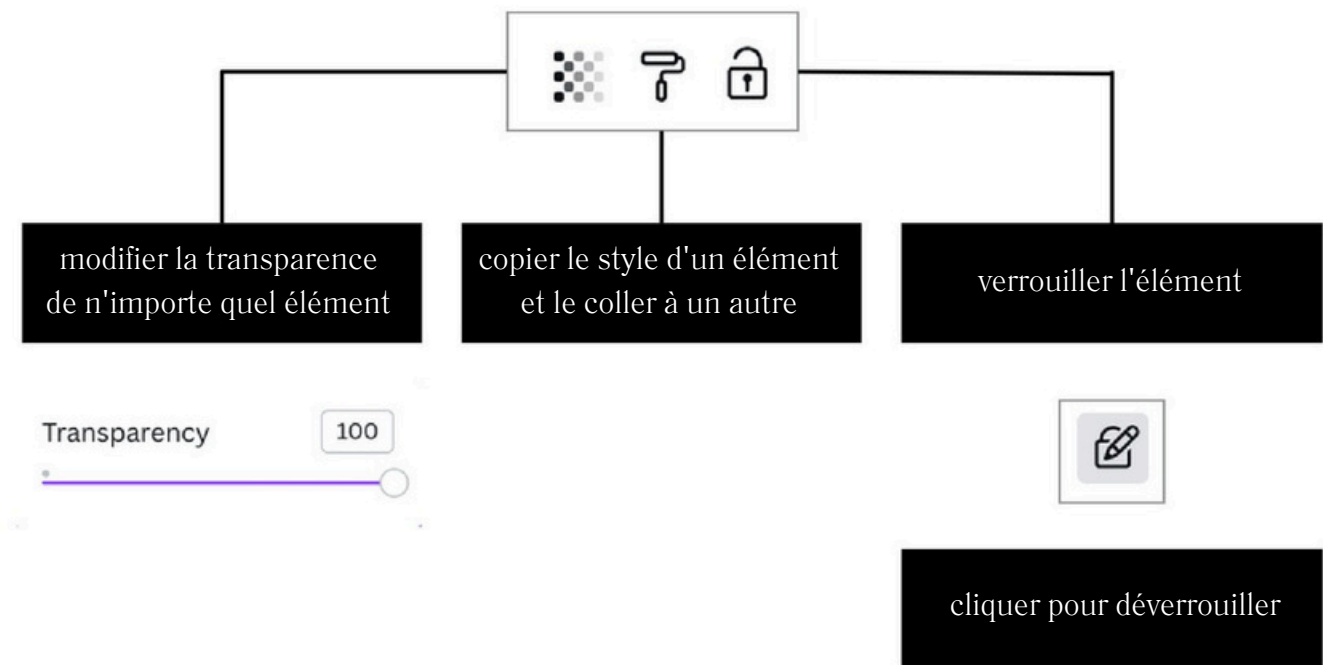 modifier la transparence
de n'importe quel élément
copier le style d'un élément
et le coller à un autre
verrouiller l'élément
Transparency
100
cliquer pour déverrouiller